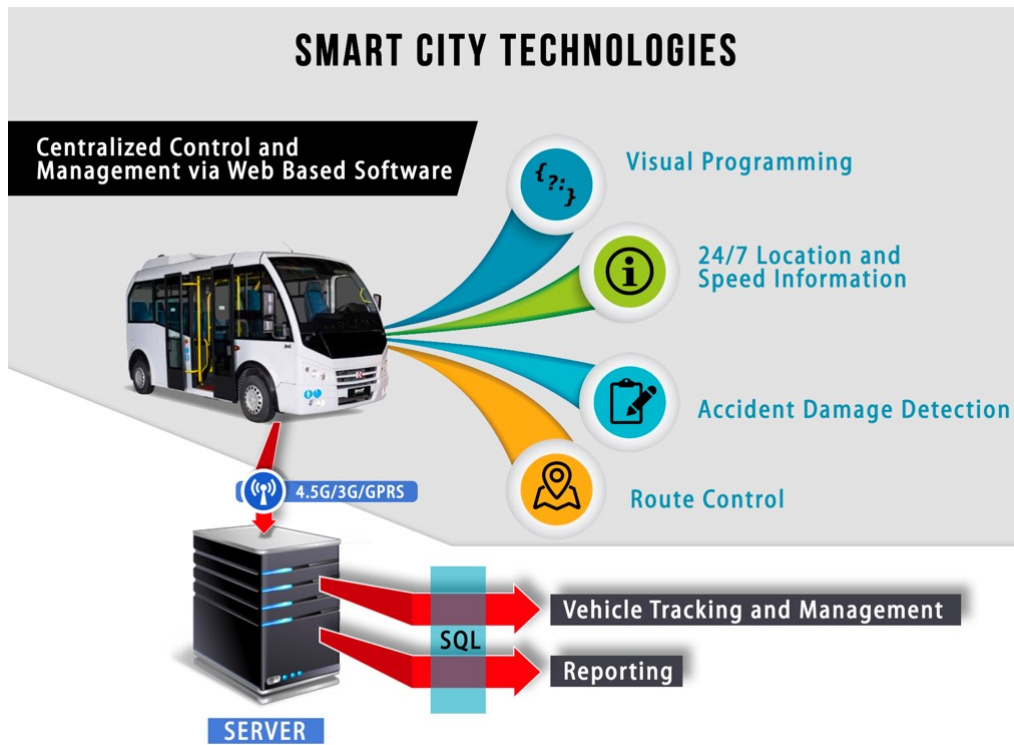 SMART CITY TECHNOLOGIES
Centralized Control and
Management via Web Based Software
{?:}
Visual Programming
24/7 Location and
Speed Information
Accident Damage Detection
Route Control
4.5G/3G/GPRS
SQL
Vehicle Tracking and Management
Reporting
SERVER